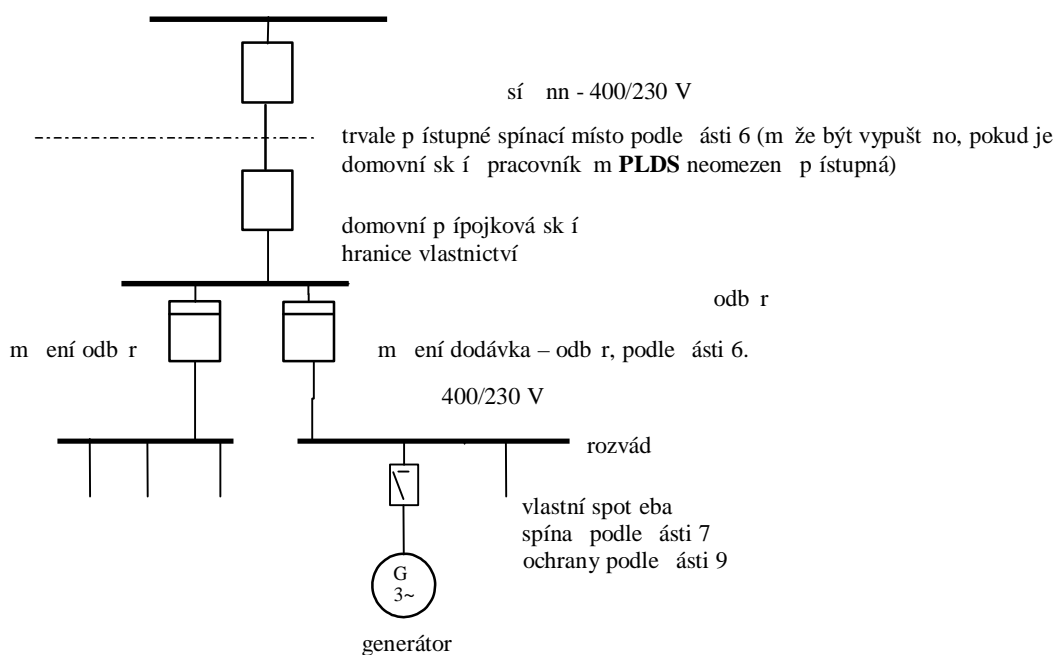 sí nn - 400/230 V
trvale p ístupné spínací místo podle ásti 6 (m že být vypušt no, pokud je
domovní sk í pracovník m PLDS neomezen p ístupná)
domovní p ípojková sk í
hranice vlastnictví
odb r
m ení odb r
m ení dodávka – odb r, podle ásti 6.
400/230 V
rozvád
vlastní spot eba
spína podle ásti 7
ochrany podle ásti 9
G
3~
generátor